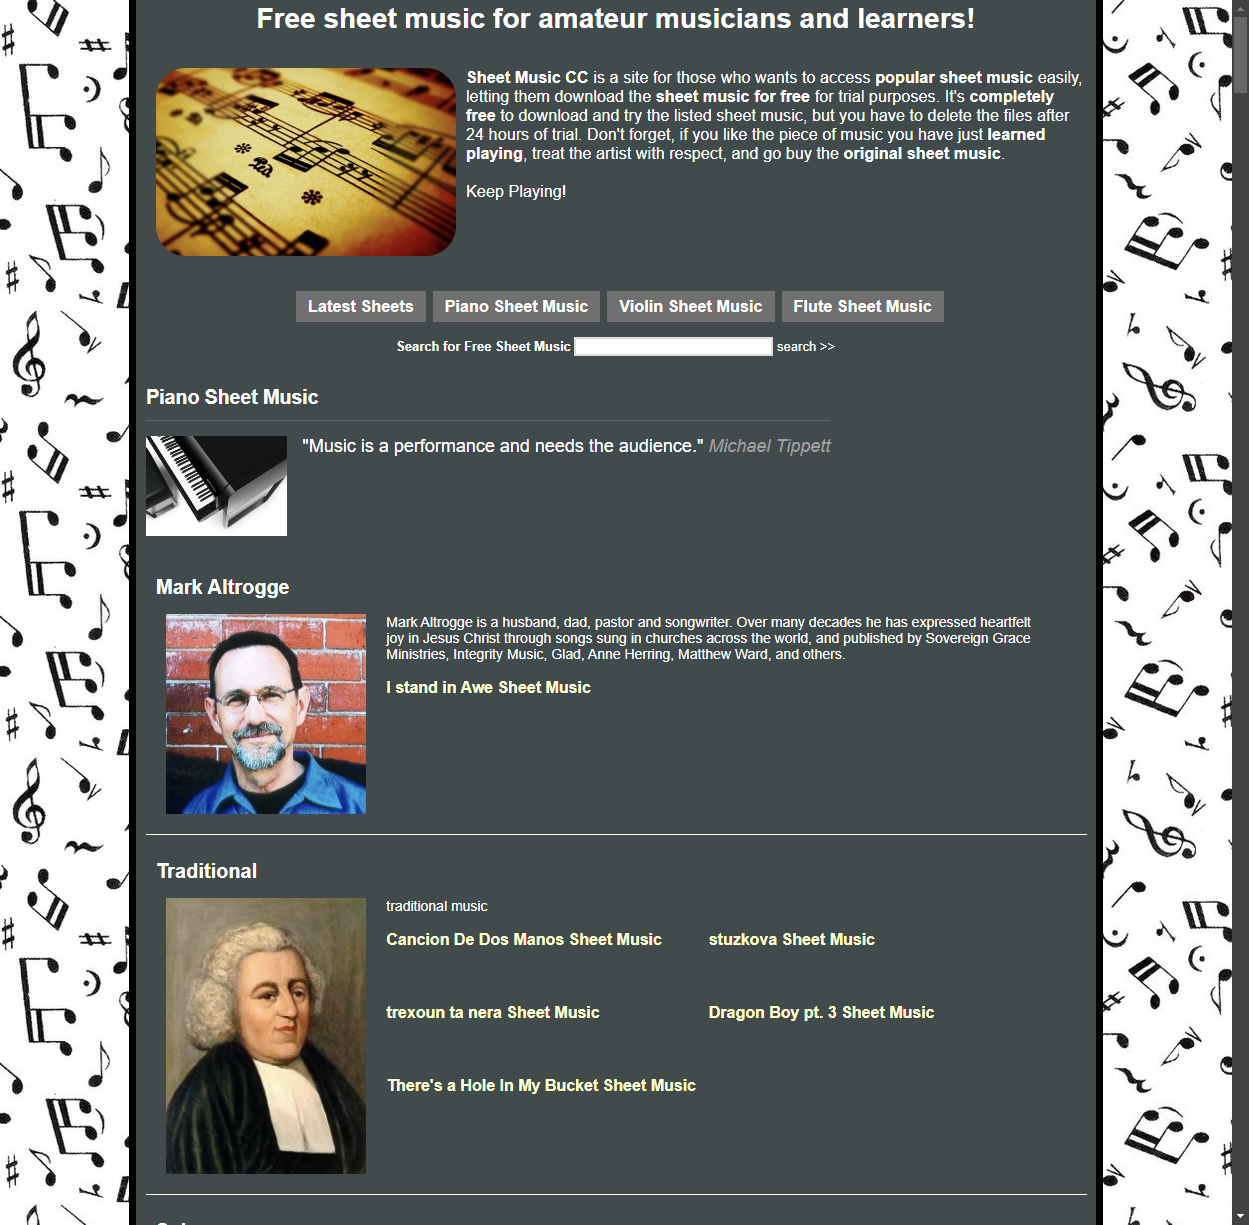 Free sheet music for amateur musicians and learners!
Sheet Music CC is a site for those who wants to access popular sheet music easily,
letting them download the sheet music for free for trial purposes. It's completely
free to download and try the listed sheet music, but you have to delete the files after
24 hours of trial. Don't forget, if you like the piece of music you have just learned
playing, treat the artist with respect, and go buy the original sheet music.
Keep Playing!
Latest Sheets Piano Sheet Music Violin Sheet Music Flute Sheet Music
Search for Free Sheet Music search >>
Piano Sheet Music
"Music is a performance and needs the audience." Michael Tippett
Mark Altrogge
Mark Altrogge is a husband, dad, pastor and songwriter. Over many decades he has expressed heartfelt
joy in Jesus Christ through songs sung in churches across the world, and published by Sovereign Grace
Ministries, Integrity Music, Glad, Anne Herring, Matthew Ward, and others.
I stand in Awe Sheet Music
Traditional
traditional music
Cancion De Dos Manos Sheet Music stuzkova Sheet Music
trexoun ta nera Sheet Music Dragon Boy pt. 3 Sheet Music
There's a Hole In My Bucket Sheet Music